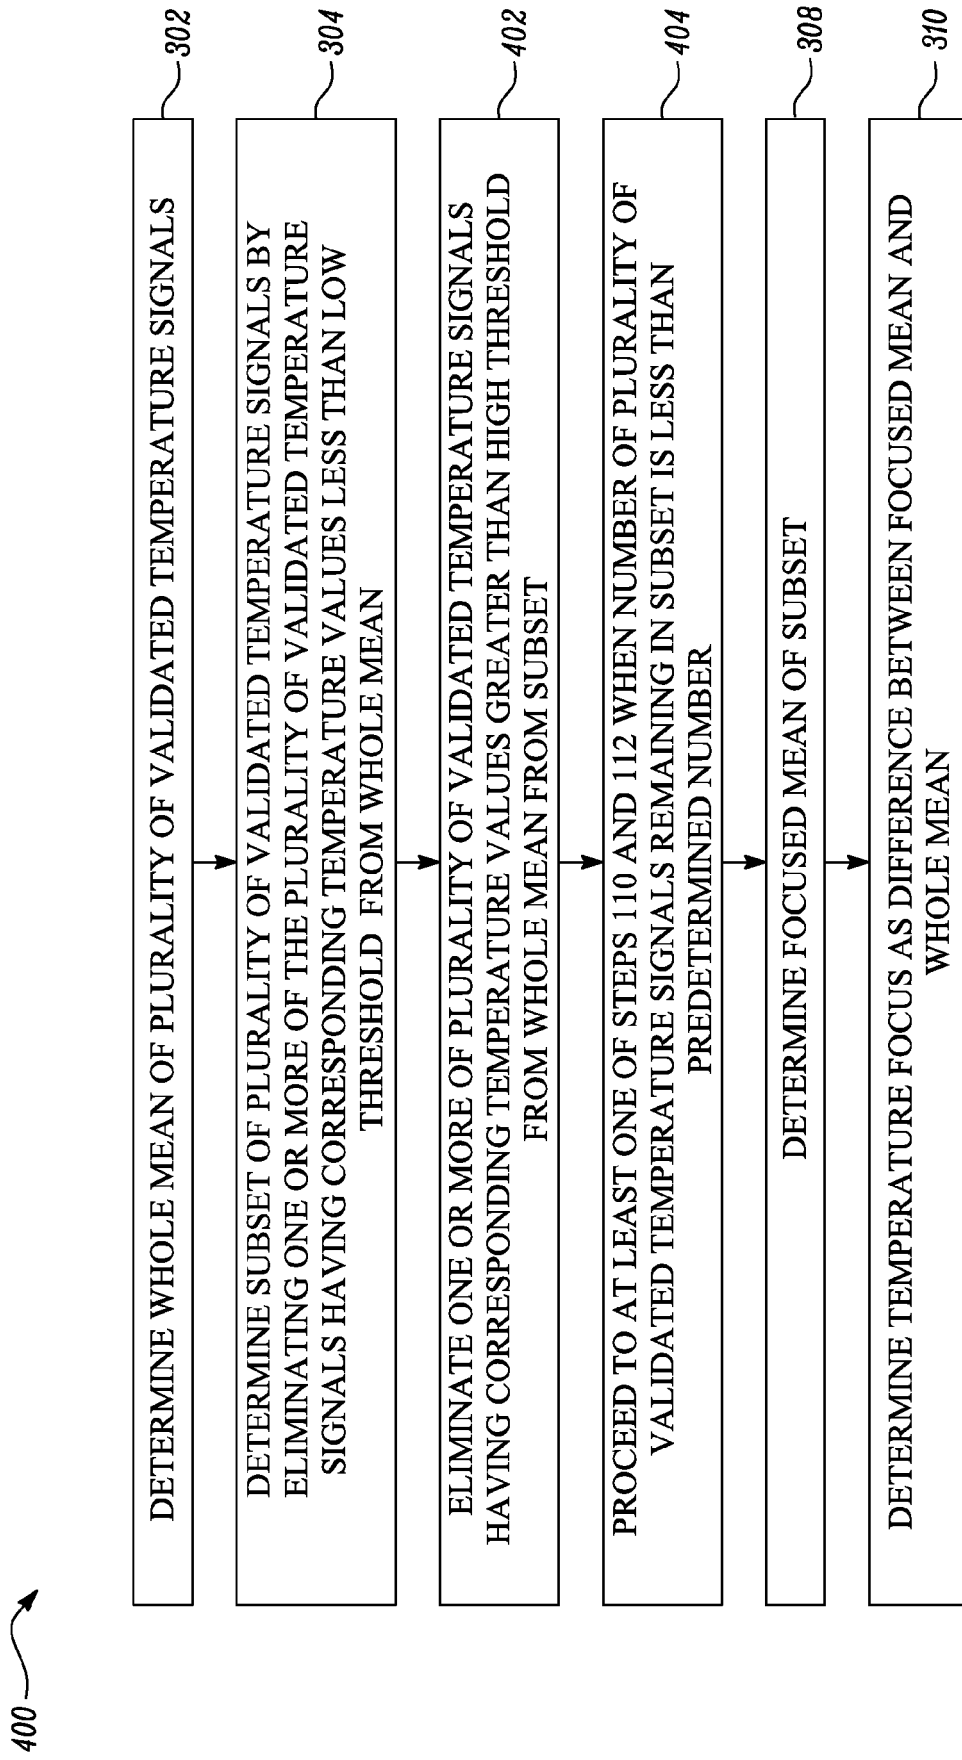 400
DETERMINE WHOLE MEAN OF PLURALITY OF VALIDATED TEMPERATURE SIGNALS
302
DETERMINE SUBSET OF PLURALITY OF VALIDATED TEMPERATURE SIGNALS BY
ELIMINATING ONE OR MORE OF THE PLURALITY OF VALIDATED TEMPERATURE
SIGNALS HAVING CORRESPONDING TEMPERATURE VALUES LESS THAN LOW
THRESHOLD FROM WHOLE MEAN
304
ELIMINATE ONE OR MORE OF PLURALITY OF VALIDATED TEMPERATURE SIGNALS
HAVING CORRESPONDING TEMPERATURE VALUES GREATER THAN HIGH THRESHOLD
FROM WHOLE MEAN FROM SUBSET
402
PROCEED TO AT LEAST ONE OF STEPS 110 AND 112 WHEN NUMBER OF PLURALITY OF
VALIDATED TEMPERATURE SIGNALS REMAINING IN SUBSET IS LESS THAN
PREDETERMINED NUMBER
404
DETERMINE FOCUSED MEAN OF SUBSET
308
DETERMINE TEMPERATURE FOCUS AS DIFFERENCE BETWEEN FOCUSED MEAN AND
WHOLE MEAN
310